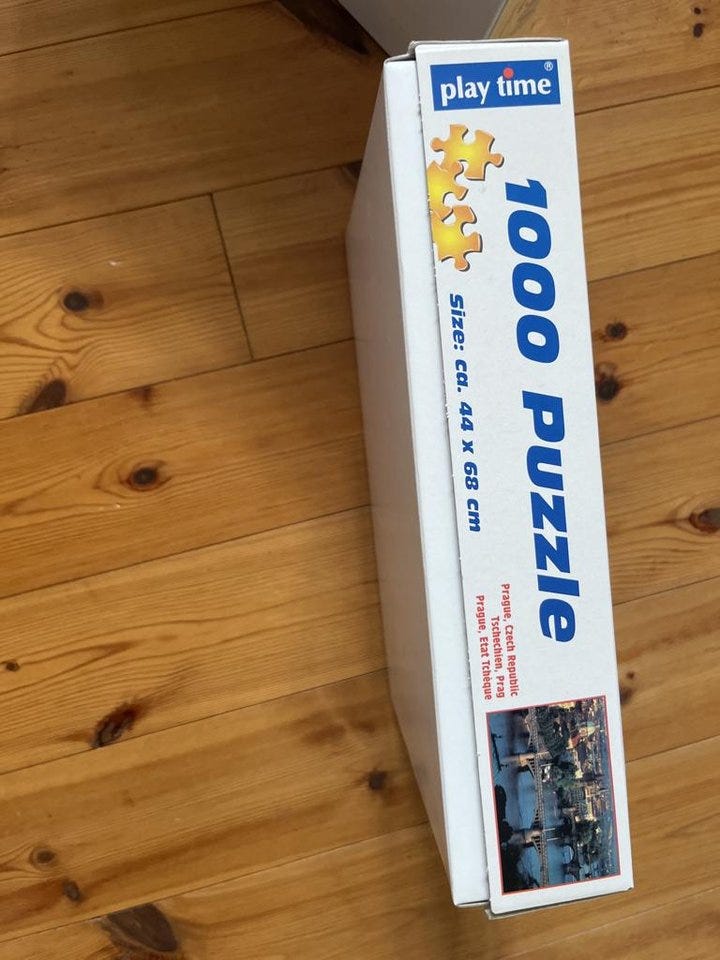 play time®
1000 PUZZLE
Size: ca. 44 x 68 cm
Prague, Czech Republic
Tschechien, Prag
Prague, Etat Tchèque